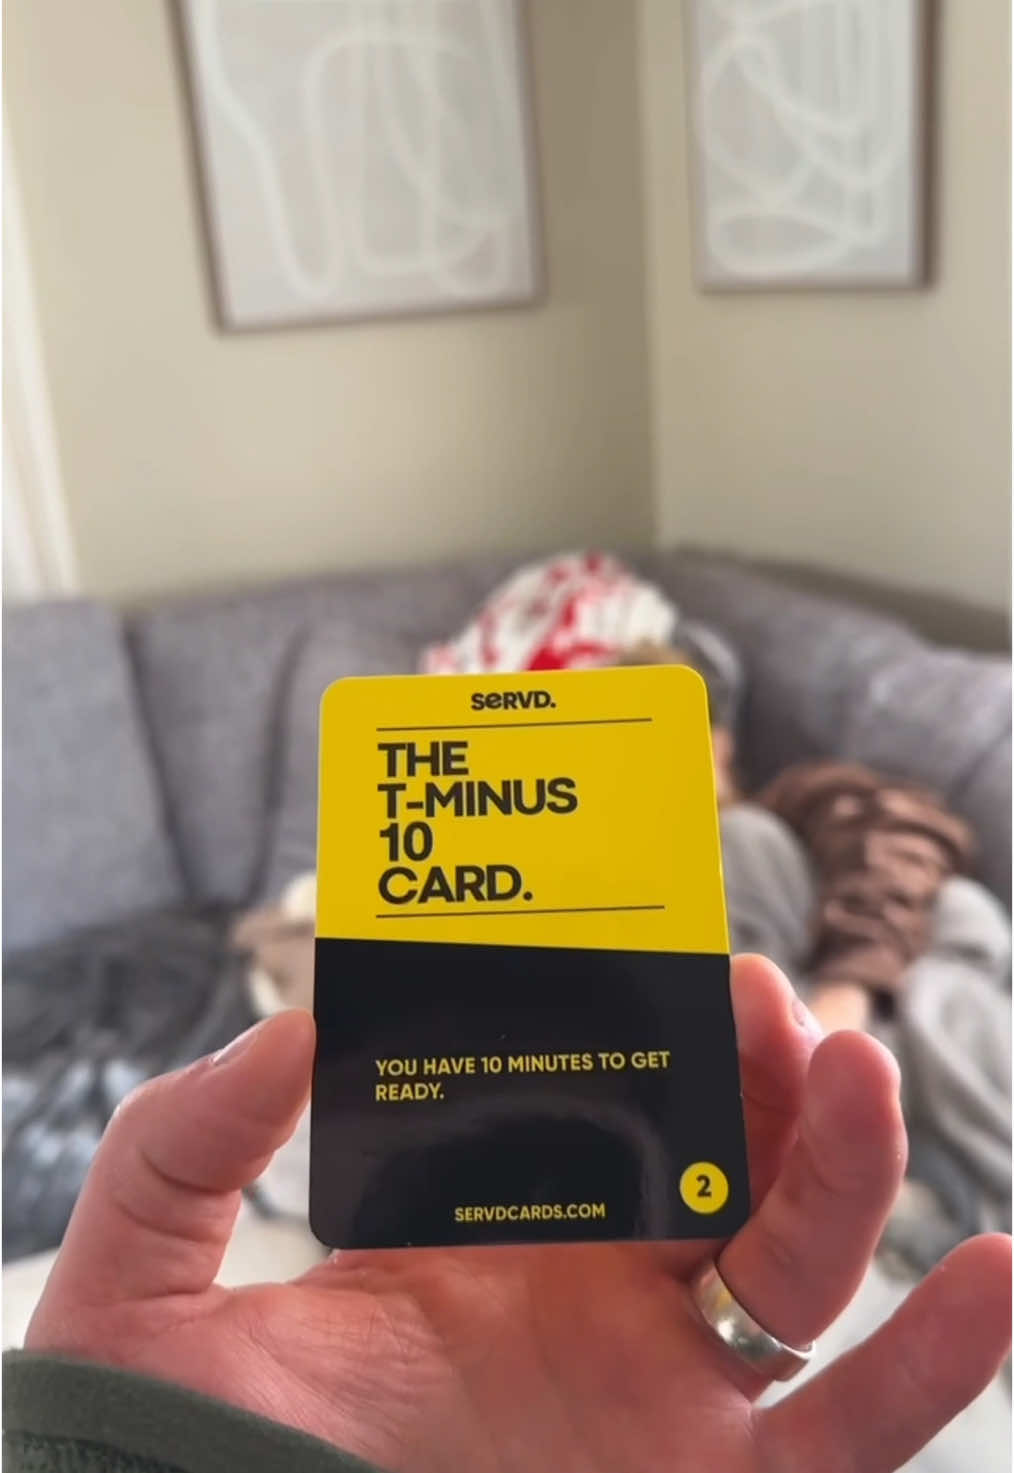 SeRVD.
THE
T-MINUS
10
CARD.
YOU HAVE 10 MINUTES TO GET
READY.
2
SERVDCARDS.COM